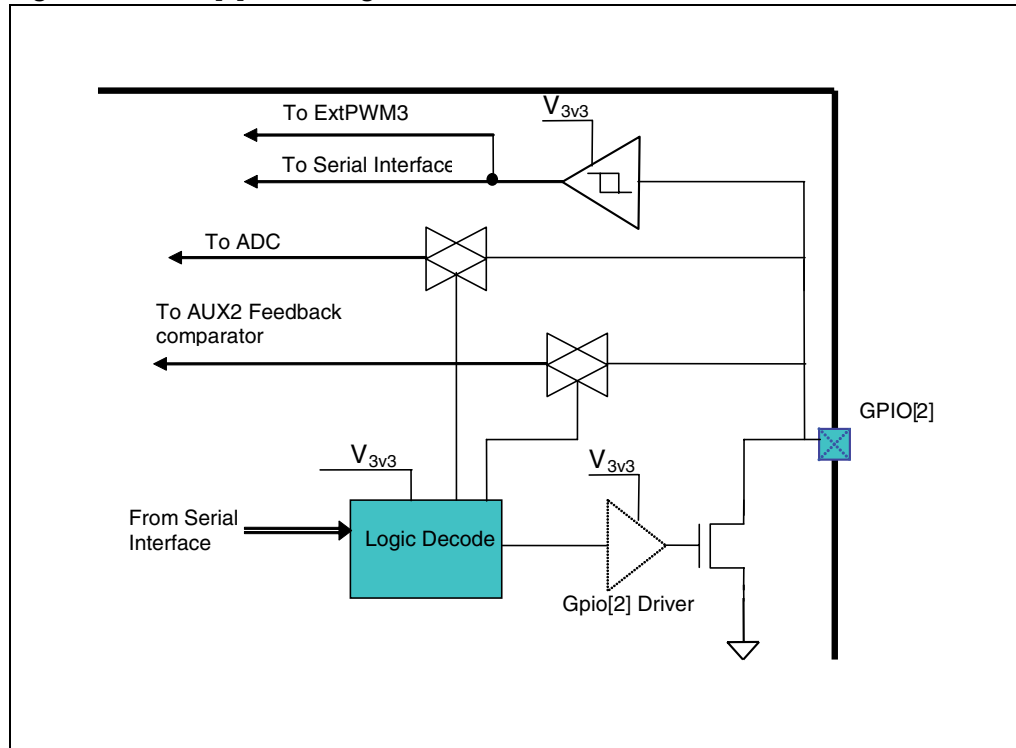 To ExtPWM3
V3v3
To Serial Interface
To ADC
To AUX2 Feedback
comparator
GPIO[2]
V3v3
V3v3
From Serial
Interface
Logic Decode
Gpio[2] Driver